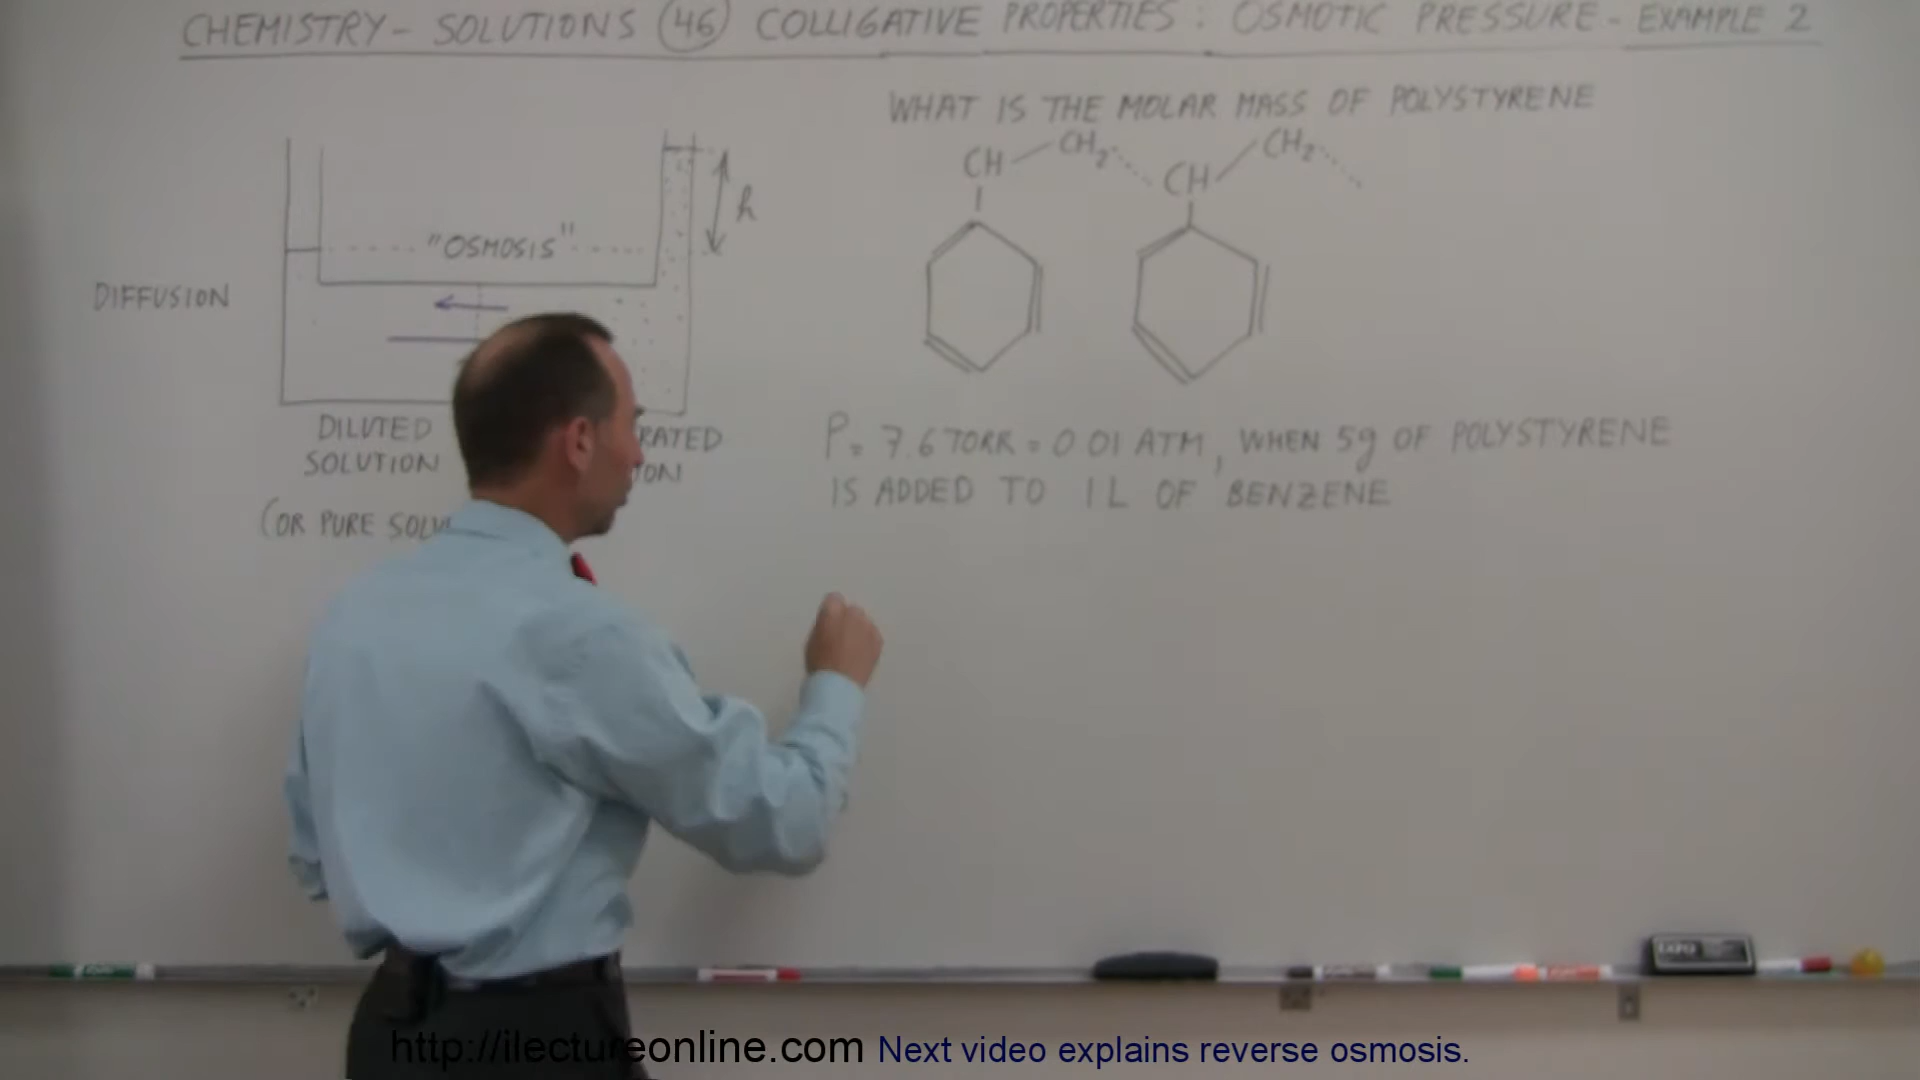 CHEMISTRY - SOLUTIONS (46) COLLIGATIVE PROPERTIES: OSMOTIC PRESSURE - EXAMPLE 2
WHAT IS THE MOLAR MASS OF POLYSTYRENE
CH CH2 CH CH2
"OSMOSIS"
h
DIFFUSION
DILUTED
SOLUTION
(OR PURE
P = 7.6 TORR = 0.01 ATM, WHEN 5g OF POLYSTYRENE
IS ADDED TO 1L OF BENZENE
EXPO
http://ilectureonline.com Next video explains reverse osmosis.